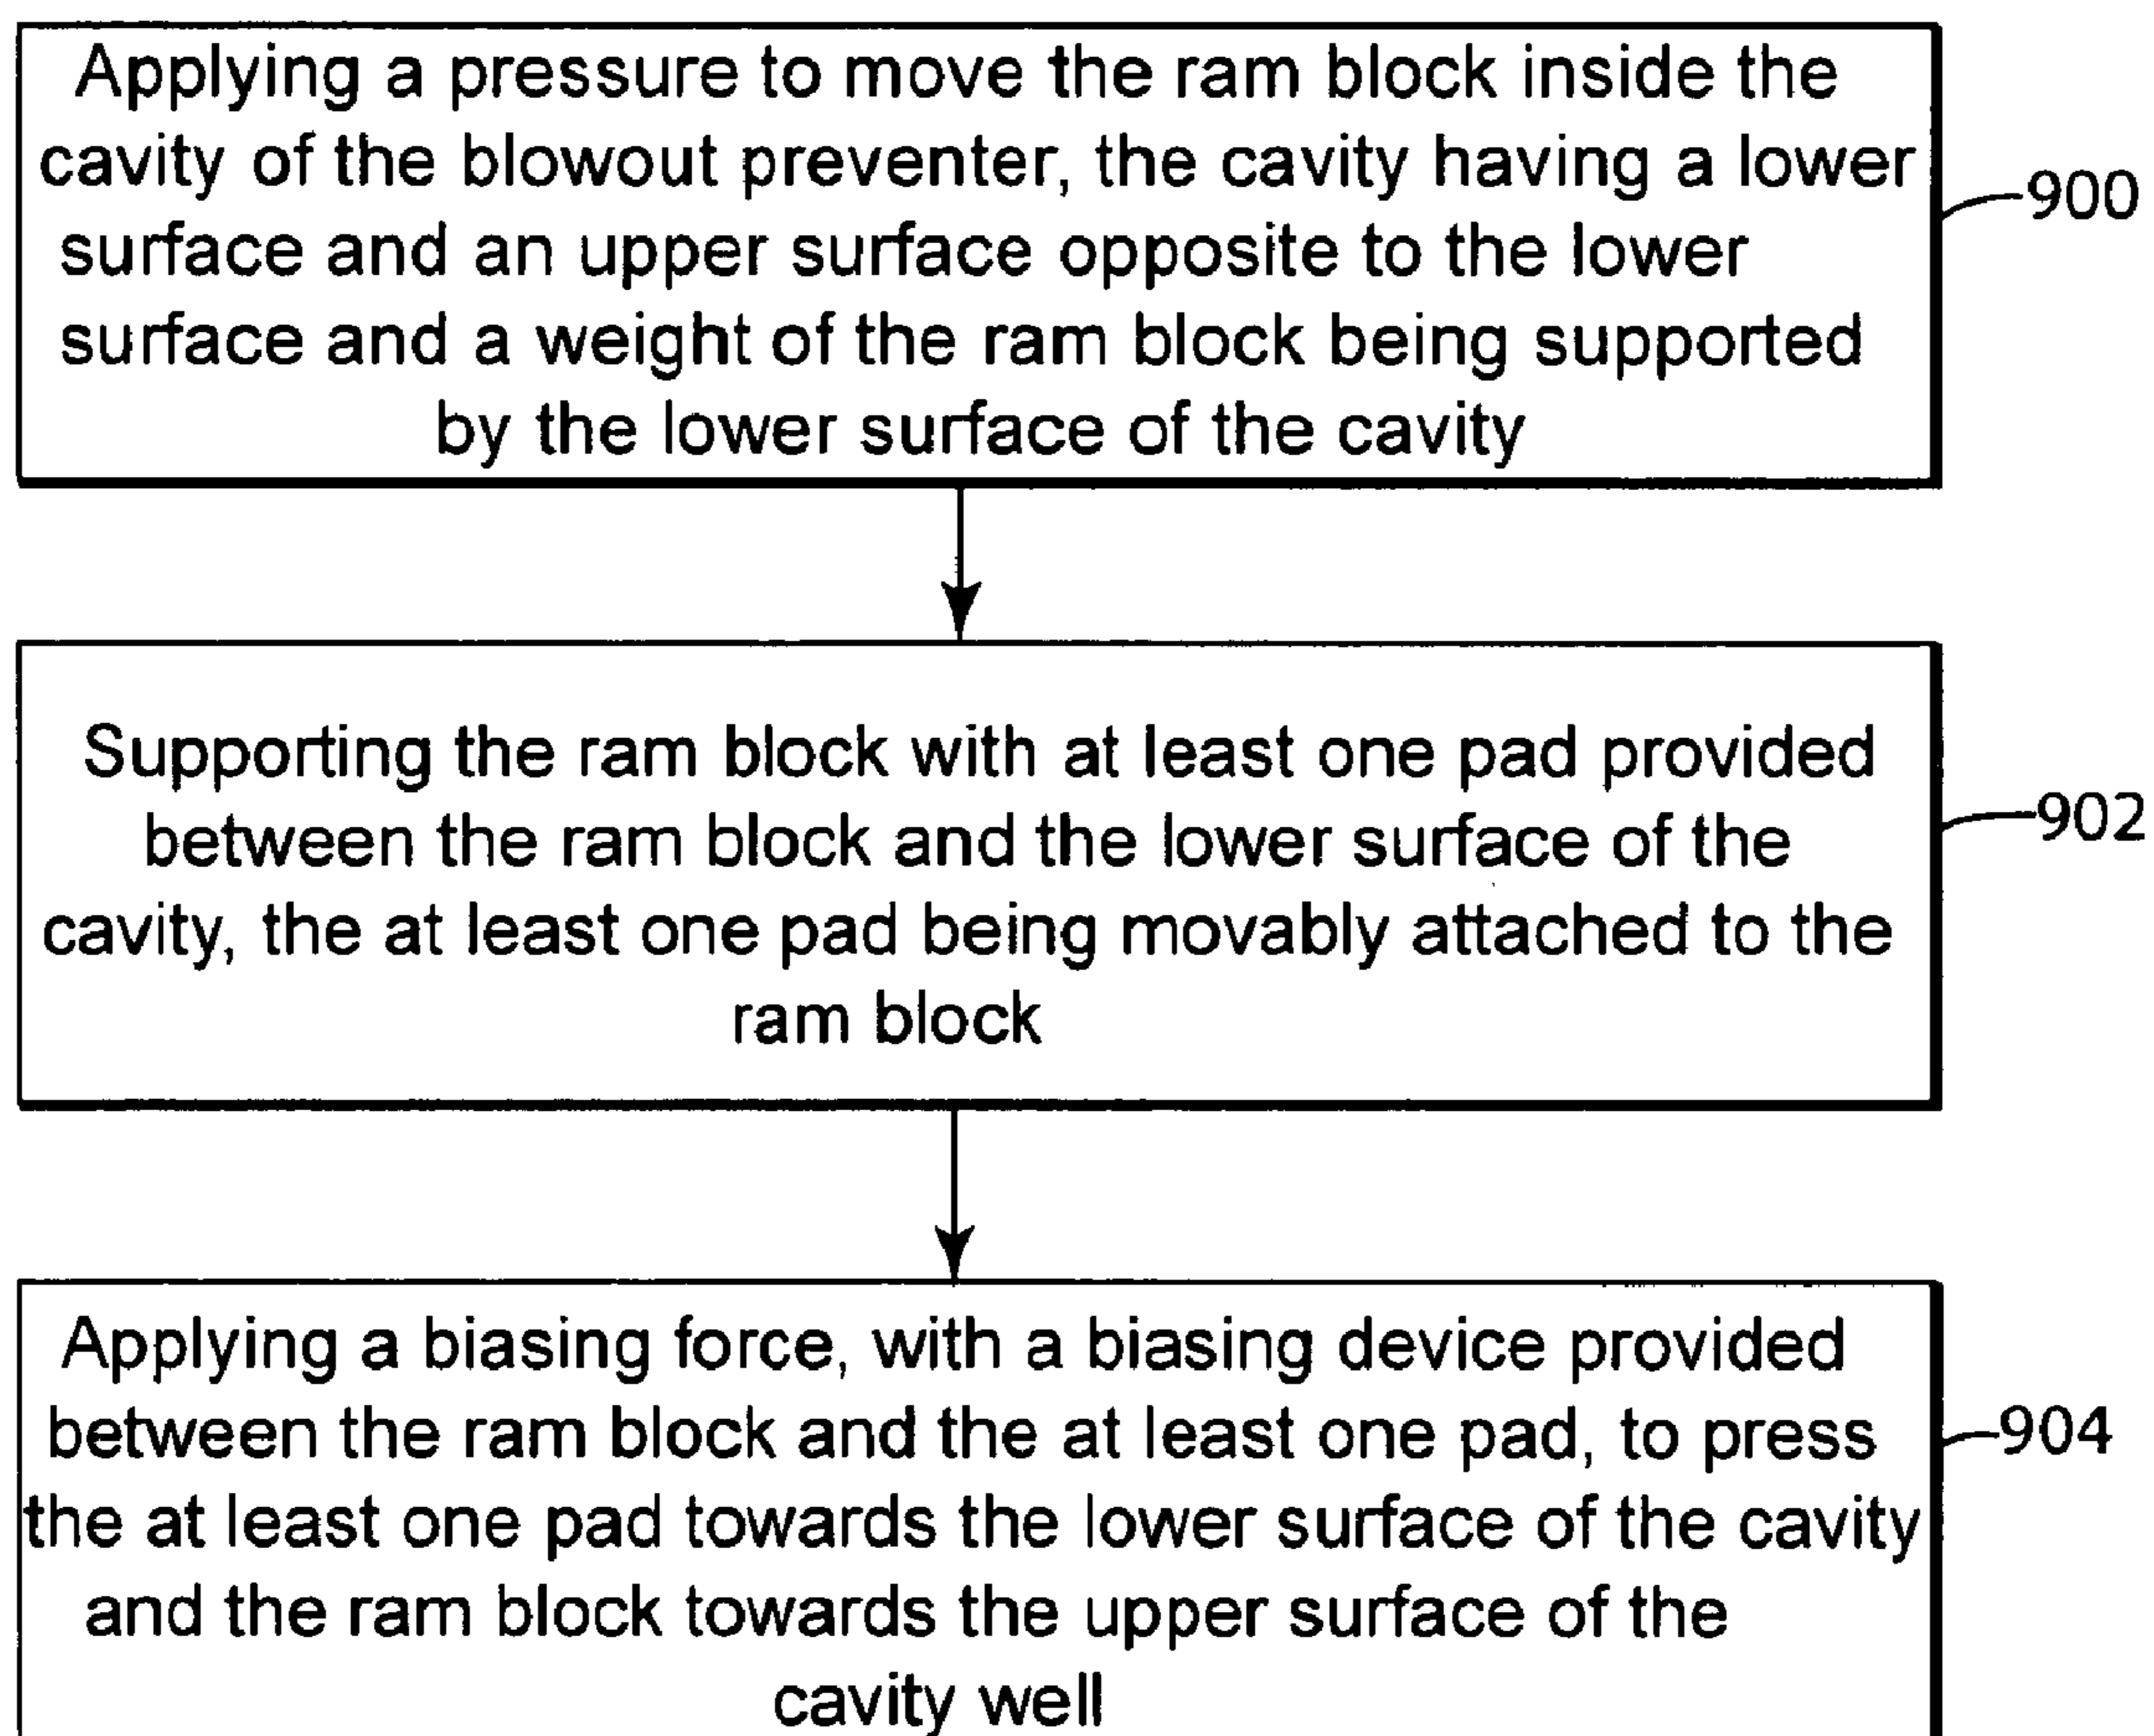 Applying a pressure to move the ram block inside the
cavity of the blowout preventer, the cavity having a lower
surface and an upper surface opposite to the lower
surface and a weight of the ram block being supported
by the lower surface of the cavity
900
Supporting the ram block with at least one pad provided
between the ram block and the lower surface of the
cavity, the at least one pad being movably attached to the
ram block
902
Applying a biasing force, with a biasing device provided
between the ram block and the at least one pad, to press
the at least one pad towards the lower surface of the cavity
and the ram block towards the upper surface of the
cavity well
904